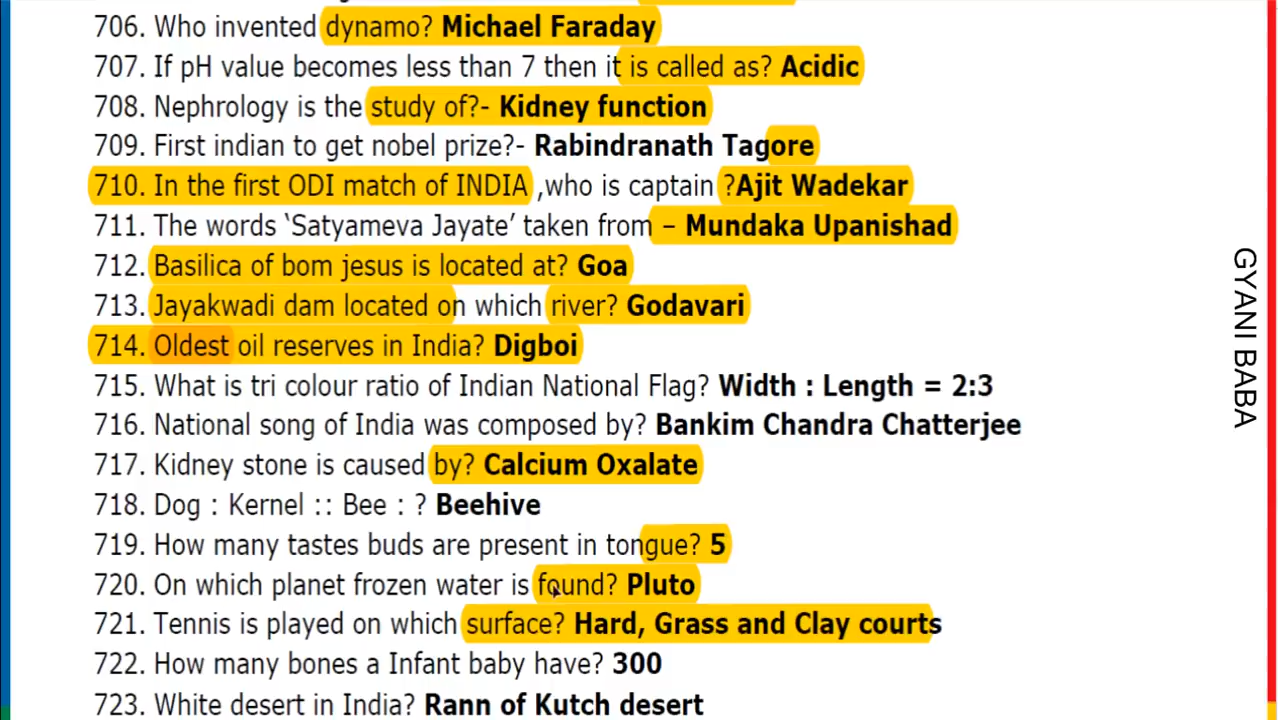 706. Who invented dynamo? Michael Faraday
707. If pH value becomes less than 7 then it is called as? Acidic
708. Nephrology is the study of?- Kidney function
709. First indian to get nobel prize?- Rabindranath Tagore
710. In the first ODI match of INDIA ,who is captain ?Ajit Wadekar
711. The words ‘Satyameva Jayate’ taken from – Mundaka Upanishad
712. Basilica of bom jesus is located at? Goa
713. Jayakwadi dam located on which river? Godavari
714. Oldest oil reserves in India? Digboi
715. What is tri colour ratio of Indian National Flag? Width : Length = 2:3
716. National song of India was composed by? Bankim Chandra Chatterjee
717. Kidney stone is caused by? Calcium Oxalate
718. Dog : Kernel :: Bee : ? Beehive
719. How many tastes buds are present in tongue? 5
720. On which planet frozen water is found? Pluto
721. Tennis is played on which surface? Hard, Grass and Clay courts
722. How many bones a Infant baby have? 300
723. White desert in India? Rann of Kutch desert
GYANI BABA